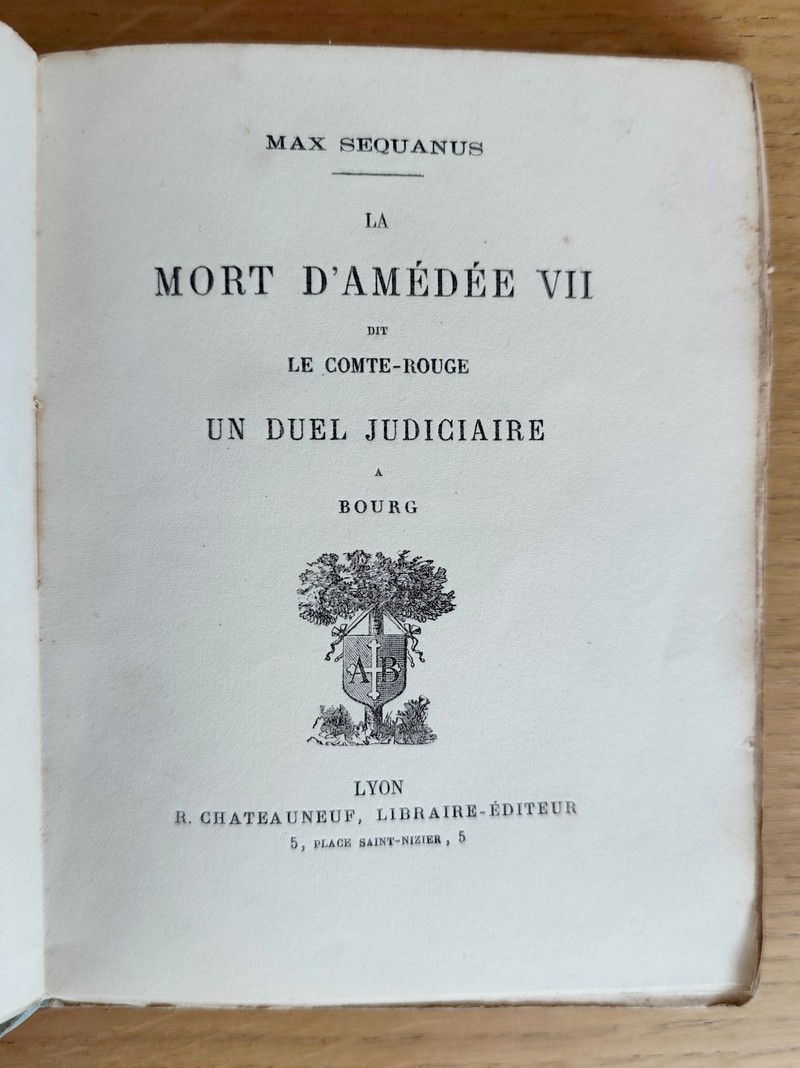 MAX SEQUANUS
LA
MORT D'AMÉDÉE VII
DIT
LE COMTE-ROUGE
UN DUEL JUDICIAIRE
A
BOURG
A B
LYON
R. CHATEAUNEUF, LIBRAIRE-ÉDITEUR
5, PLACE SAINT-NIZIER, 5